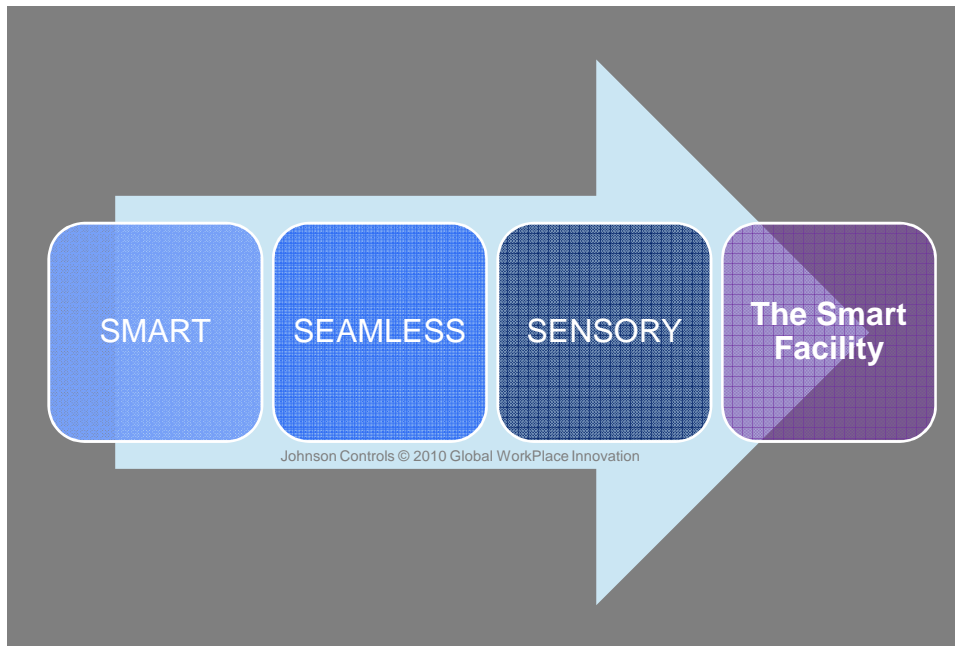 SMART
SEAMLESS
SENSORY
The Smart
Facility
Johnson Controls © 2010 Global WorkPlace Innovation